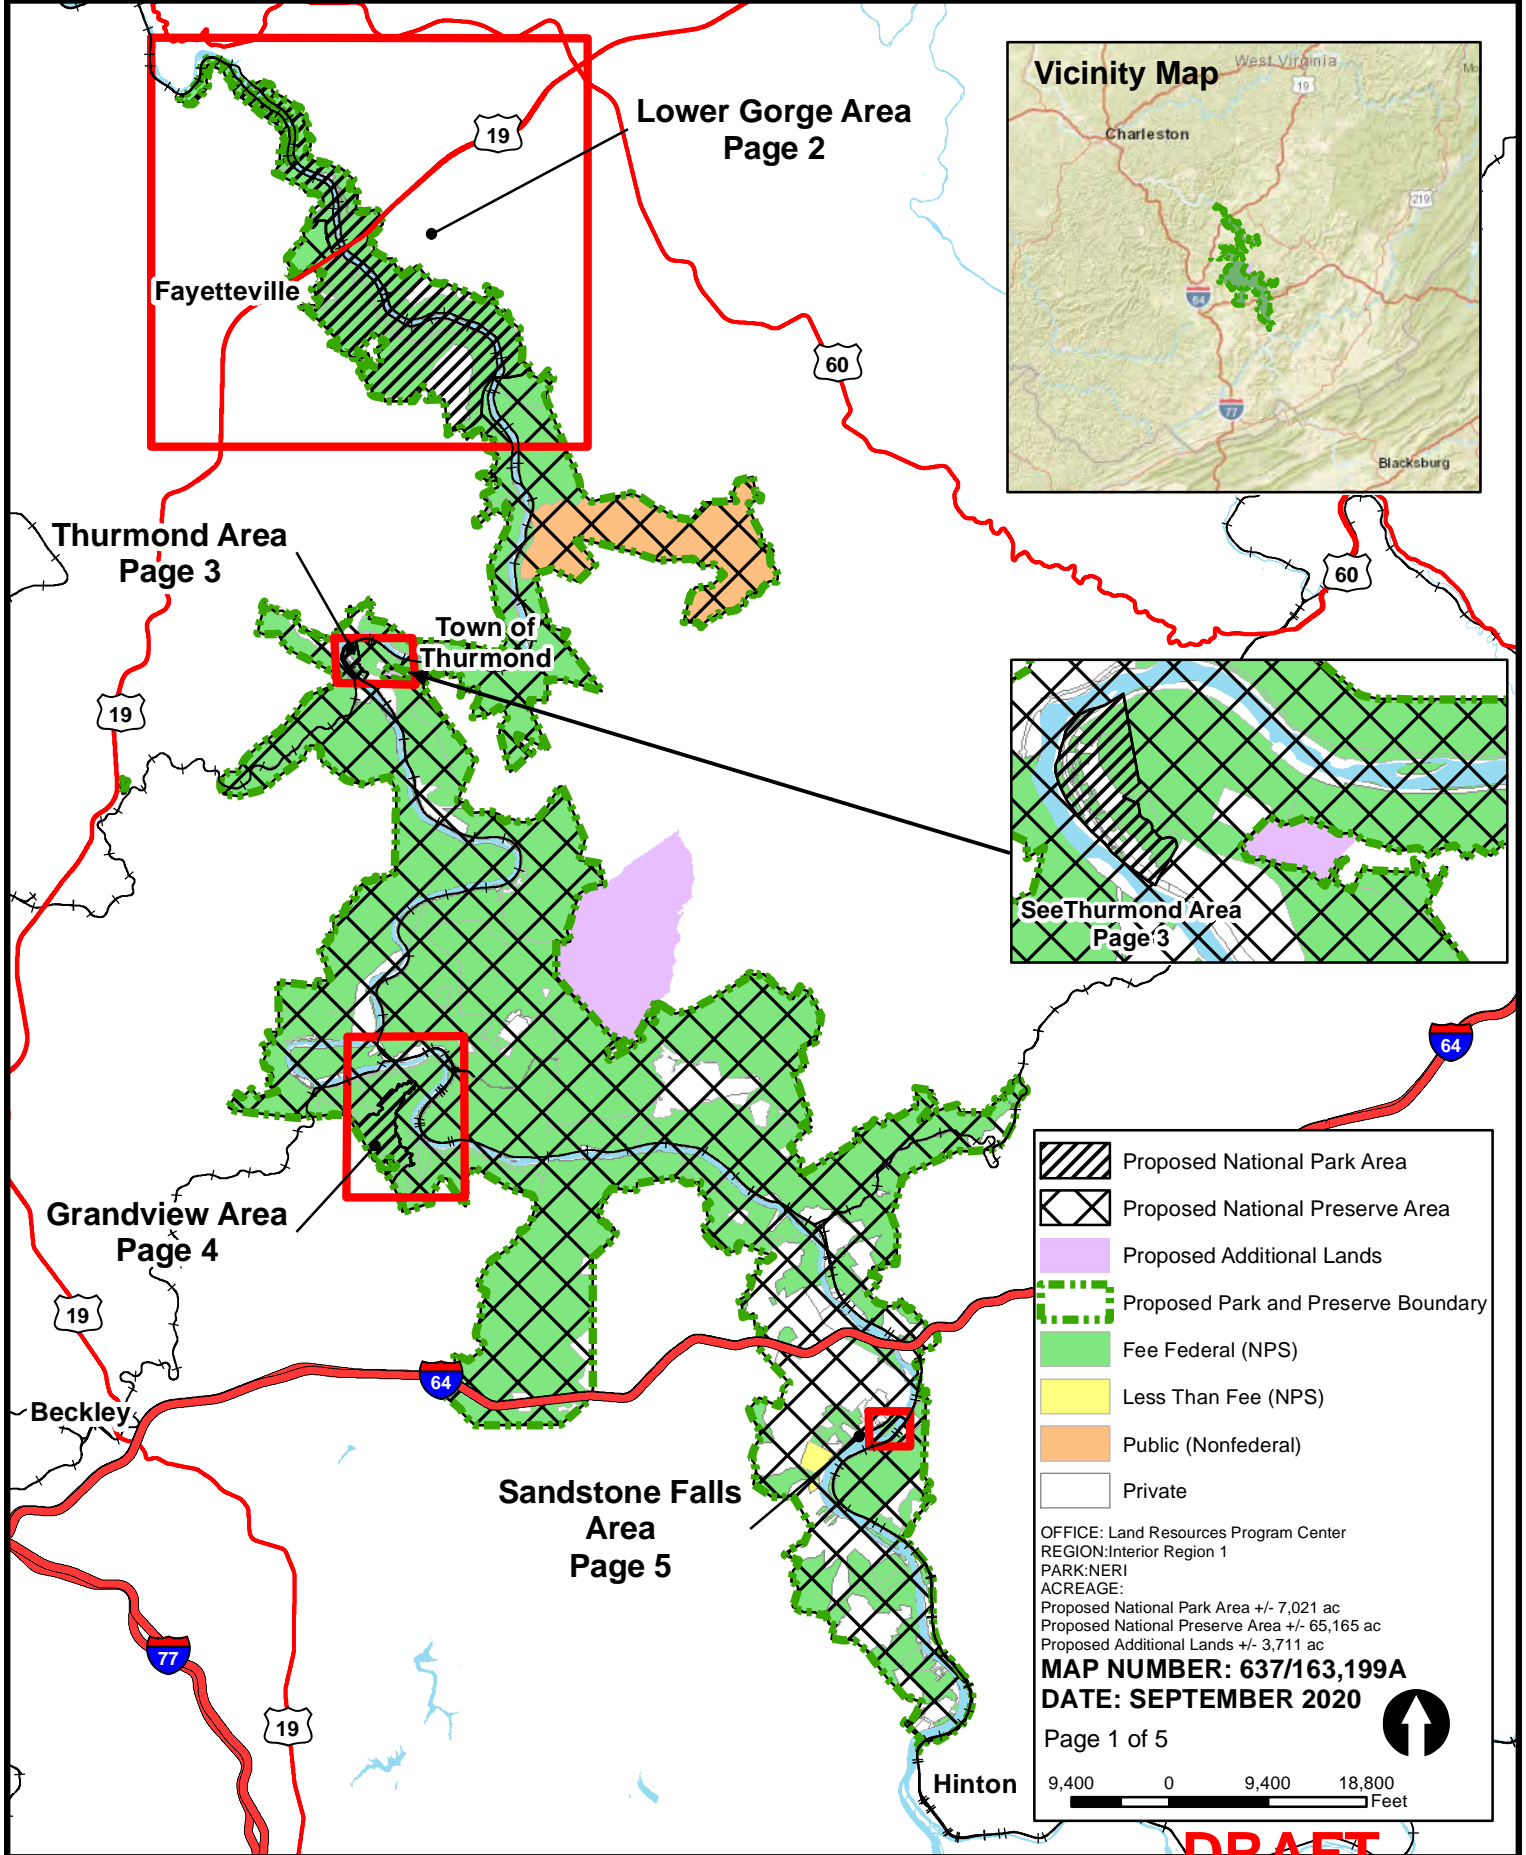 Vicinity Map
West Virginia
19
Charleston
219
64
77
Blacksburg
Lower Gorge Area
Page 2
19
Fayetteville
60
Thurmond Area
Page 3
60
Town of
Thurmond
19
SeeThurmond Area
Page 3
64
Grandview Area
Page 4
19
64
Beckley
Sandstone Falls
Area
Page 5
77
19
Hinton
Proposed National Park Area
Proposed National Preserve Area
Proposed Additional Lands
Proposed Park and Preserve Boundary
Fee Federal (NPS)
Less Than Fee (NPS)
Public (Nonfederal)
Private
OFFICE: Land Resources Program Center
REGION:Interior Region 1
PARK:NERI
ACREAGE:
Proposed National Park Area +/- 7,021 ac
Proposed National Preserve Area +/- 65,165 ac
Proposed Additional Lands +/- 3,711 ac
MAP NUMBER: 637/163,199A
DATE: SEPTEMBER 2020
Page 1 of 5
9,400 0 9,400 18,800
Feet
DRAFT